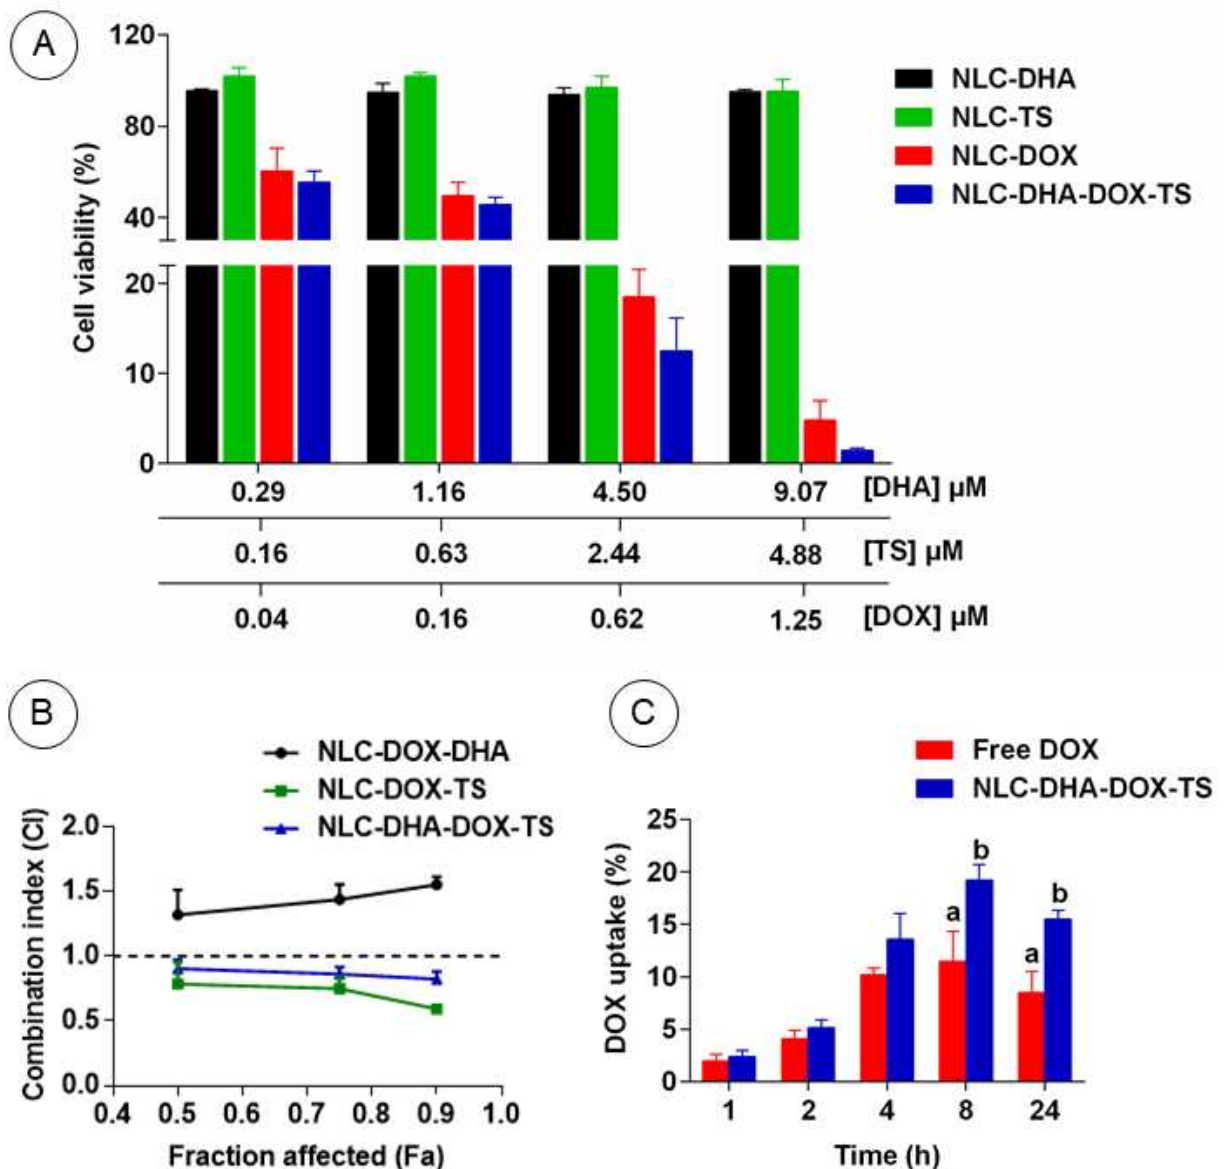 A
120
80
40
20
10
0
Cell viability (%)
NLC-DHA
NLC-TS
NLC-DOX
NLC-DHA-DOX-TS
0.29 1.16 4.50 9.07 [DHA] µM
0.16 0.63 2.44 4.88 [TS] µM
0.04 0.16 0.62 1.25 [DOX] µM
B
NLC-DOX-DHA
NLC-DOX-TS
NLC-DHA-DOX-TS
Combination index (CI)
2.0
1.5
1.0
0.5
0.0
0.4 0.5 0.6 0.7 0.8 0.9 1.0
Fraction affected (Fa)
C
Free DOX
NLC-DHA-DOX-TS
DOX uptake (%)
25
20
15
10
5
0
a b
a b
1 2 4 8 24
Time (h)